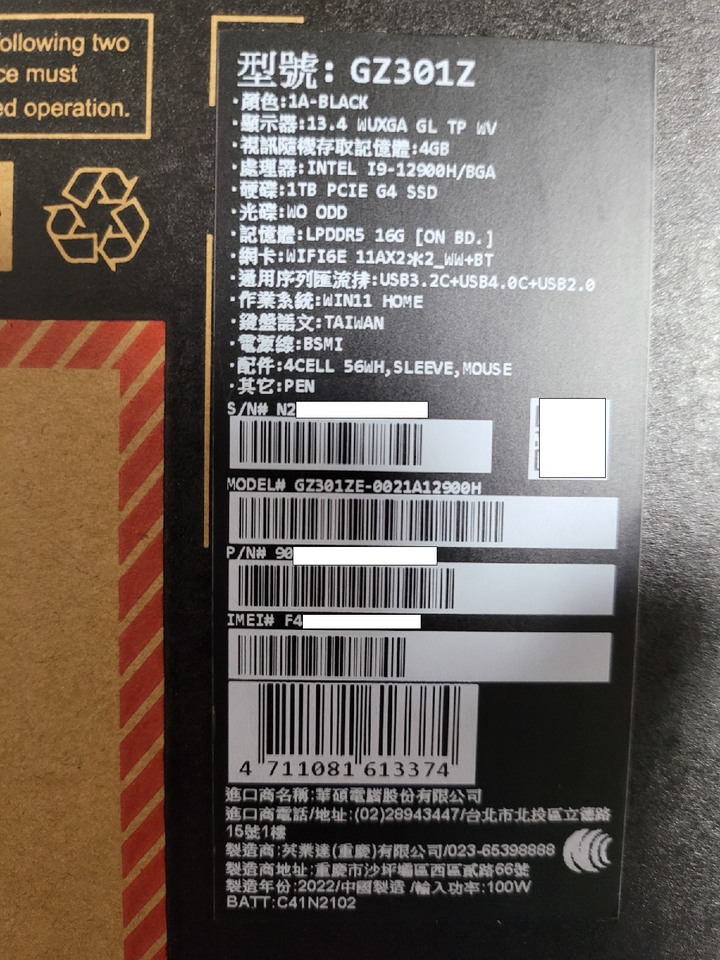 ollowing two
ce must
ed operation.
型號: GZ301Z
·顏色:1A-BLACK
·顯示器:13.4 WUXGA GL TP WV
·視訊隨機存取記憶體:4GB
·處理器:INTEL I9-12900H/BGA
·硬碟:1TB PCIE G4 SSD
·光碟:WO ODD
·記憶體:LPDDR5 16G [ON BD.]
·網卡:WIFI6E 11AX2*2_WW+BT
·通用序列匯流排:USB3.2C+USB4.0C+USB2.0
·作業系統:WIN11 HOME
·鍵盤語文:TAIWAN
·電源線:BSMI
·配件:4CELL 56WH,SLEEVE,MOUSE
·其它:PEN
S/N# N2
MODEL# GZ301ZE-0021A12900H
P/N# 90
IMEI# F4
4 711081 613374
進口商名稱:華碩電腦股份有限公司
進口商電話/地址:(02)28943447/台北市北投區立德路
15號1樓
製造商:英業達(重慶)有限公司/023-65398888
製造商地址:重慶市沙坪壩區西區貳路66號
製造年份:2022/中國製造 /輸入功率:100W
BATT:C41N2102